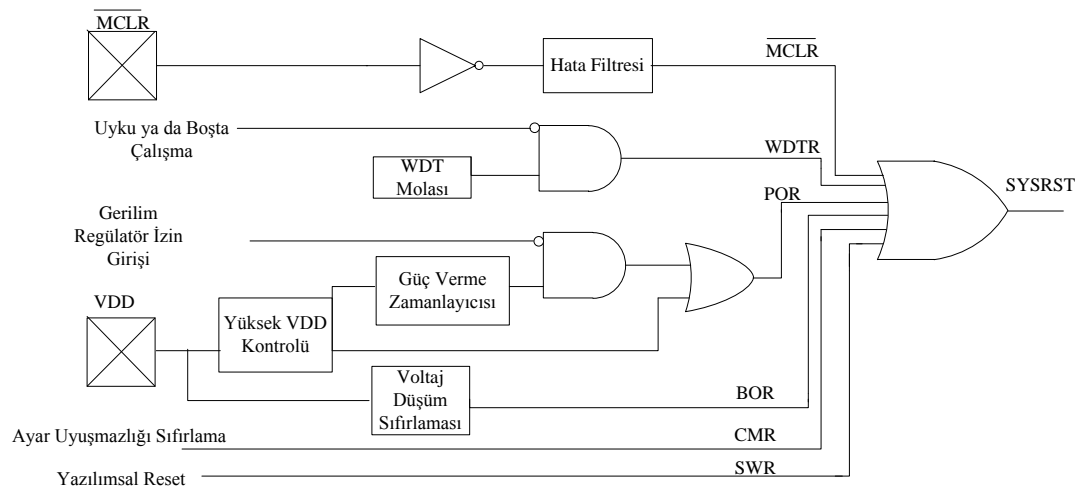 MCLR
Hata Filtresi
MCLR
Uyku ya da Boşta
Çalışma
WDT
Molası
WDTR
SYSRST
POR
Gerilim
Regülatör İzin
Girişi
Güç Verme
Zamanlayıcısı
VDD
Yüksek VDD
Kontrolü
Voltaj
Düşüm
Sıfırlaması
BOR
Ayar Uyuşmazlığı Sıfırlama
CMR
Yazılımsal Reset
SWR